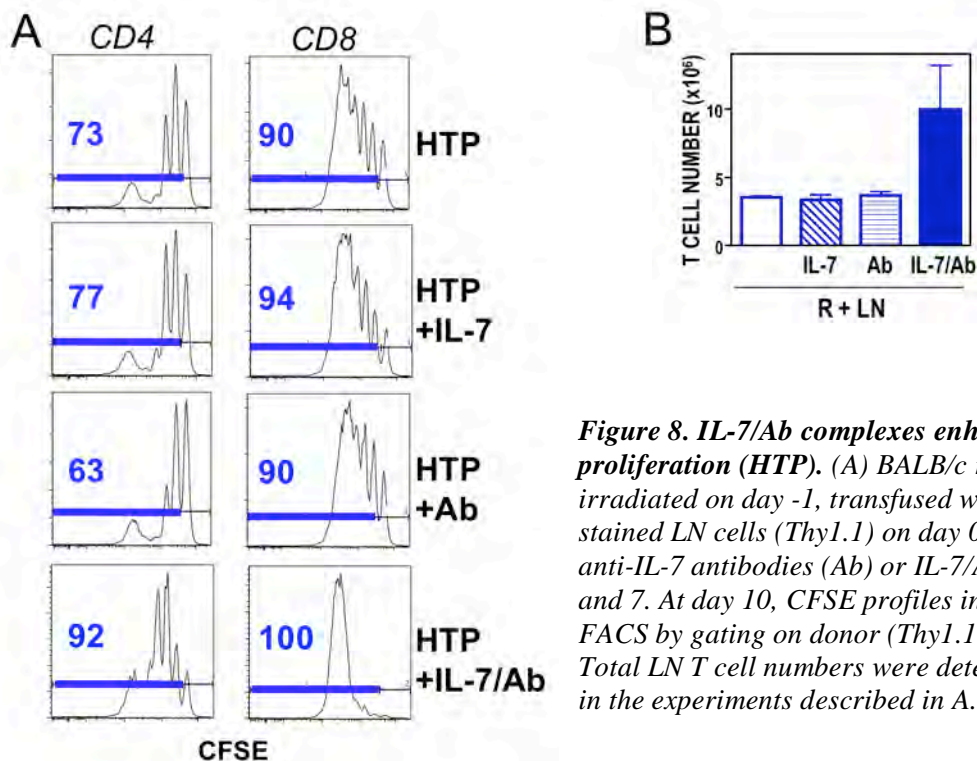 A
CD4 CD8
73 90 HTP
77 94 HTP
+IL-7
63 90 HTP
+Ab
92 100 HTP
+IL-7/Ab
CFSE
B
T CELL NUMBER (x10⁶)
10
5
0
IL-7 Ab IL-7/Ab
R + LN
Figure 8. IL-7/Ab complexes enh
proliferation (HTP). (A) BALB/c
irradiated on day -1, transfused w
stained LN cells (Thy1.1) on day 0
anti-IL-7 antibodies (Ab) or IL-7/A
and 7. At day 10, CFSE profiles in
FACS by gating on donor (Thy1.1
Total LN T cell numbers were dete
in the experiments described in A.